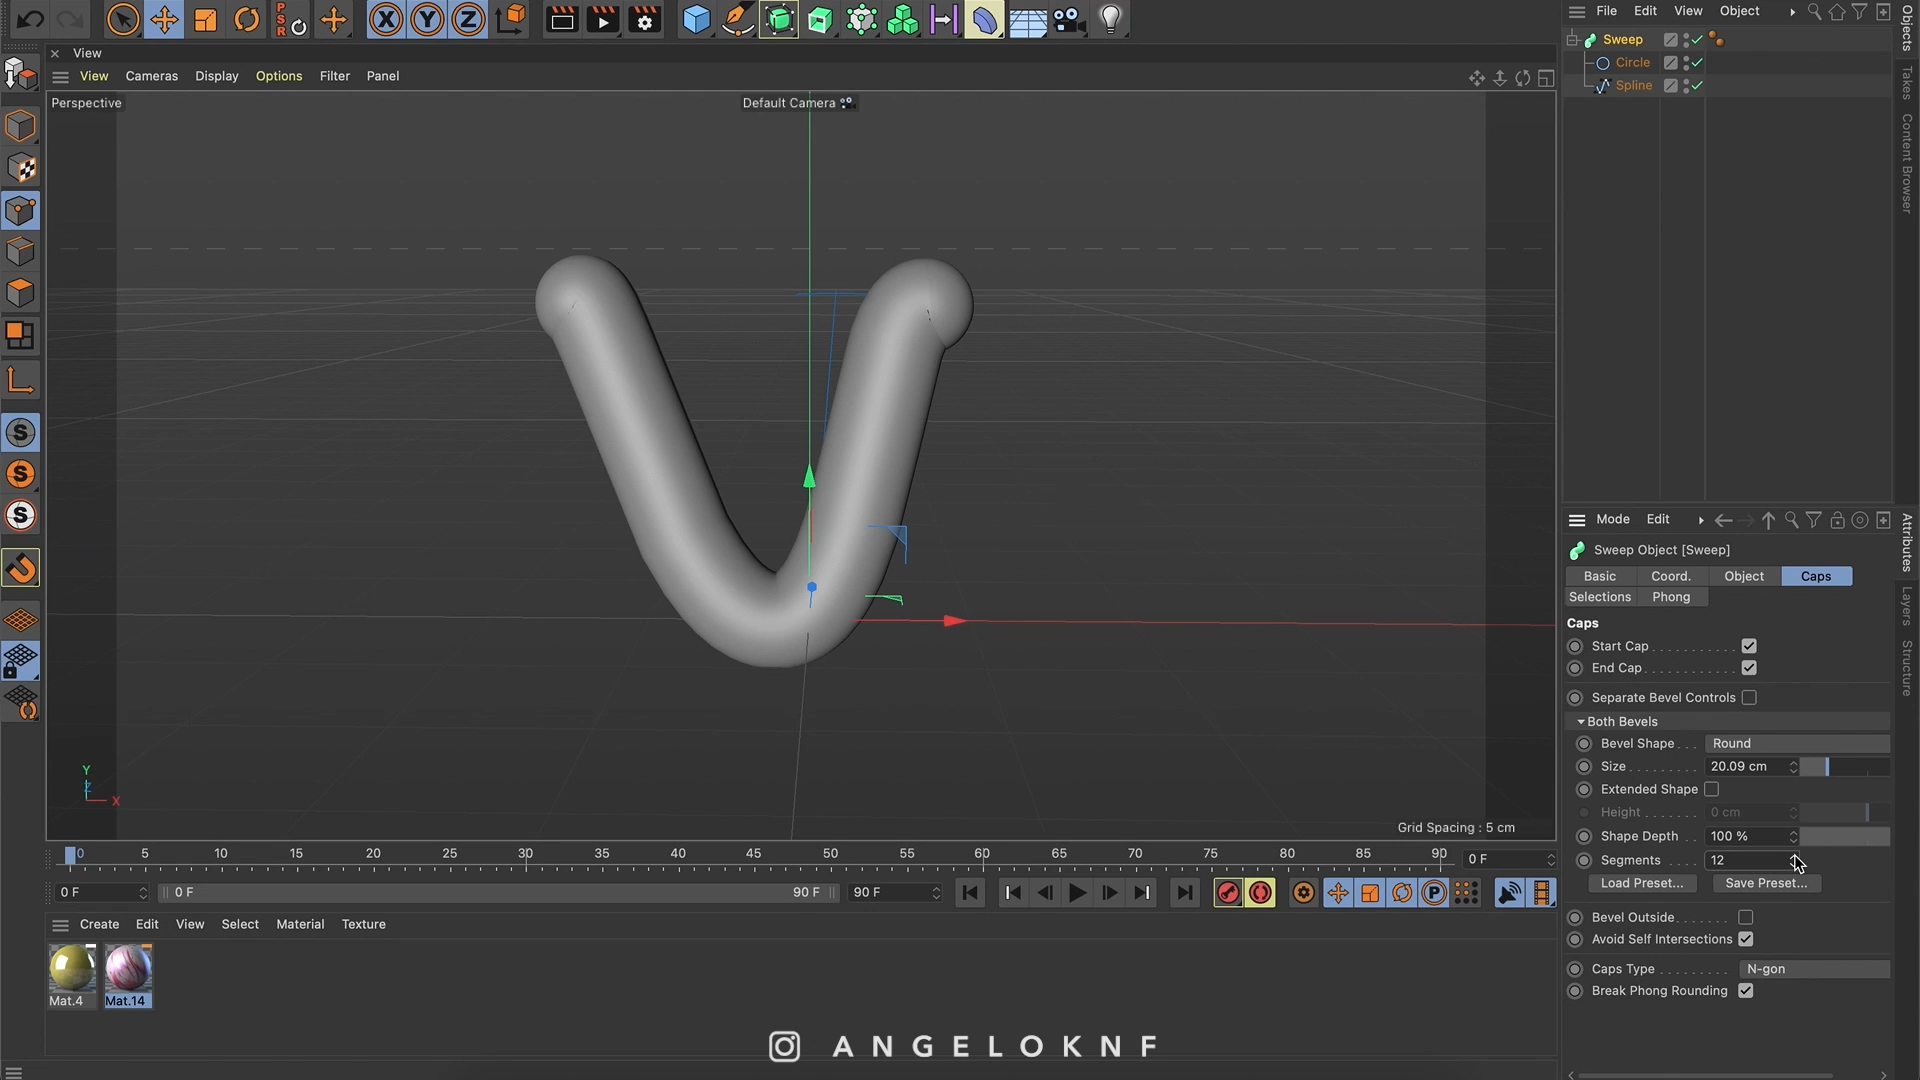 PSR
X Y Z
File Edit View Object
× View
View Cameras Display Options Filter Panel
Perspective
Default Camera
Sweep
Circle
Spline
Objects
Takes
Content Browser
Mode Edit
Sweep Object [Sweep]
Basic Coord. Object Caps
Selections Phong
Caps
Start Cap
End Cap
Separate Bevel Controls
Both Bevels
Bevel Shape Round
Size 20.09 cm
Extended Shape
Height 0 cm
Shape Depth 100 %
Segments 12
Load Preset... Save Preset...
Bevel Outside
Avoid Self Intersections
Caps Type N-gon
Break Phong Rounding
Attributes
Layers
Structure
S
S
S
Y
Z
X
Grid Spacing : 5 cm
0 5 10 15 20 25 30 35 40 45 50 55 60 65 70 75 80 85 90 0 F
0 F 0 F 90 F 90 F
P
Create Edit View Select Material Texture
Mat.4 Mat.14
ANGELOKNF